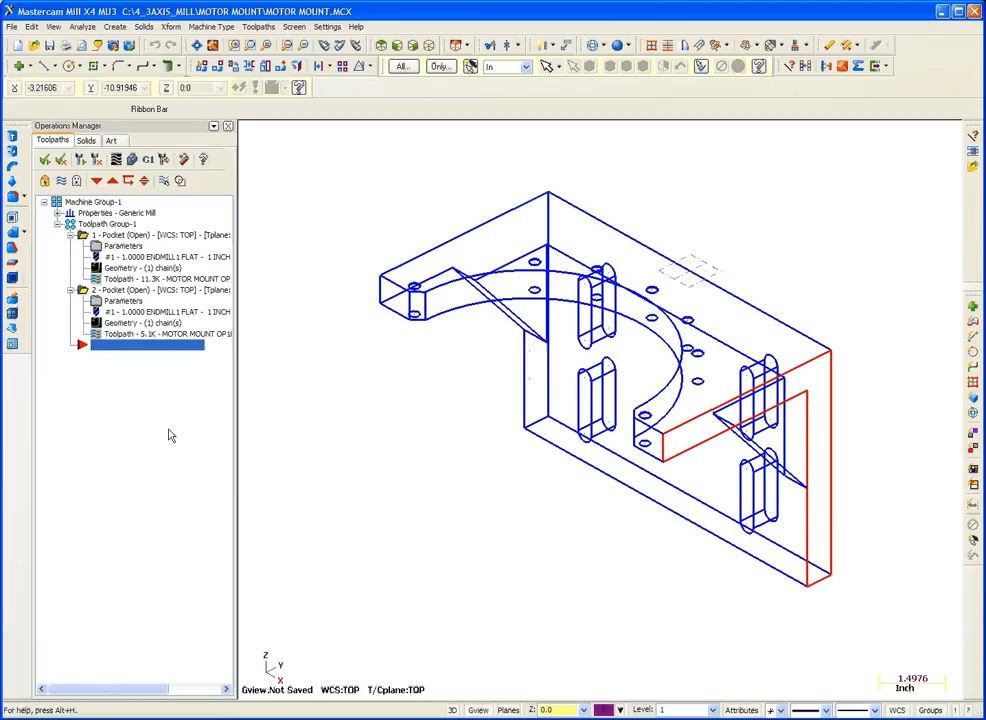 Mastercam Mill X4 MU3 C:\4_3AXIS_MILL\MOTOR MOUNT\MOTOR MOUNT.MCX
File Edit View Analyze Create Solids Xform Machine Type Toolpaths Screen Settings Help
All... Only... In
X -3.21606 Y -10.91946 Z 0.0
Ribbon Bar
Operations Manager
Toolpaths Solids Art
G1
Machine Group-1
Properties - Generic Mill
Toolpath Group-1
1 - Pocket (Open) - [WCS: TOP] - [Tplane:
Parameters
#1 - 1.0000 ENDMILL1 FLAT - 1 INCH
Geometry - (1) chain(s)
Toolpath - 11.3K - MOTOR MOUNT OP
2 - Pocket (Open) - [WCS: TOP] - [Tplane:
Parameters
#1 - 1.0000 ENDMILL1 FLAT - 1 INCH
Geometry - (1) chain(s)
Toolpath - 5.1K - MOTOR MOUNT OP1
Z
Y
X
Gview:Not Saved WCS:TOP T/Cplane:TOP
1.4976
Inch
For help, press Alt+H.
3D Gview Planes Z: 0.0 Level: 1 Attributes WCS Groups ! ?